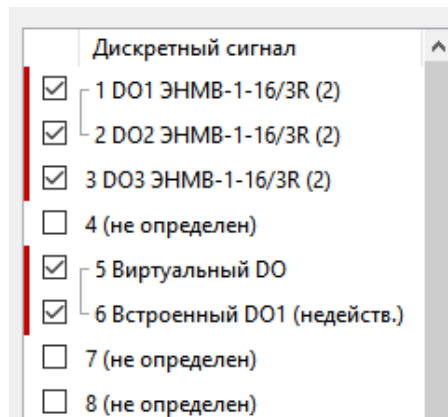 Дискретный сигнал
1 DO1 ЭНМВ-1-16/3R (2)
2 DO2 ЭНМВ-1-16/3R (2)
3 DO3 ЭНМВ-1-16/3R (2)
4 (не определен)
5 Виртуальный DO
6 Встроенный DO1 (недейств.)
7 (не определен)
8 (не определен)